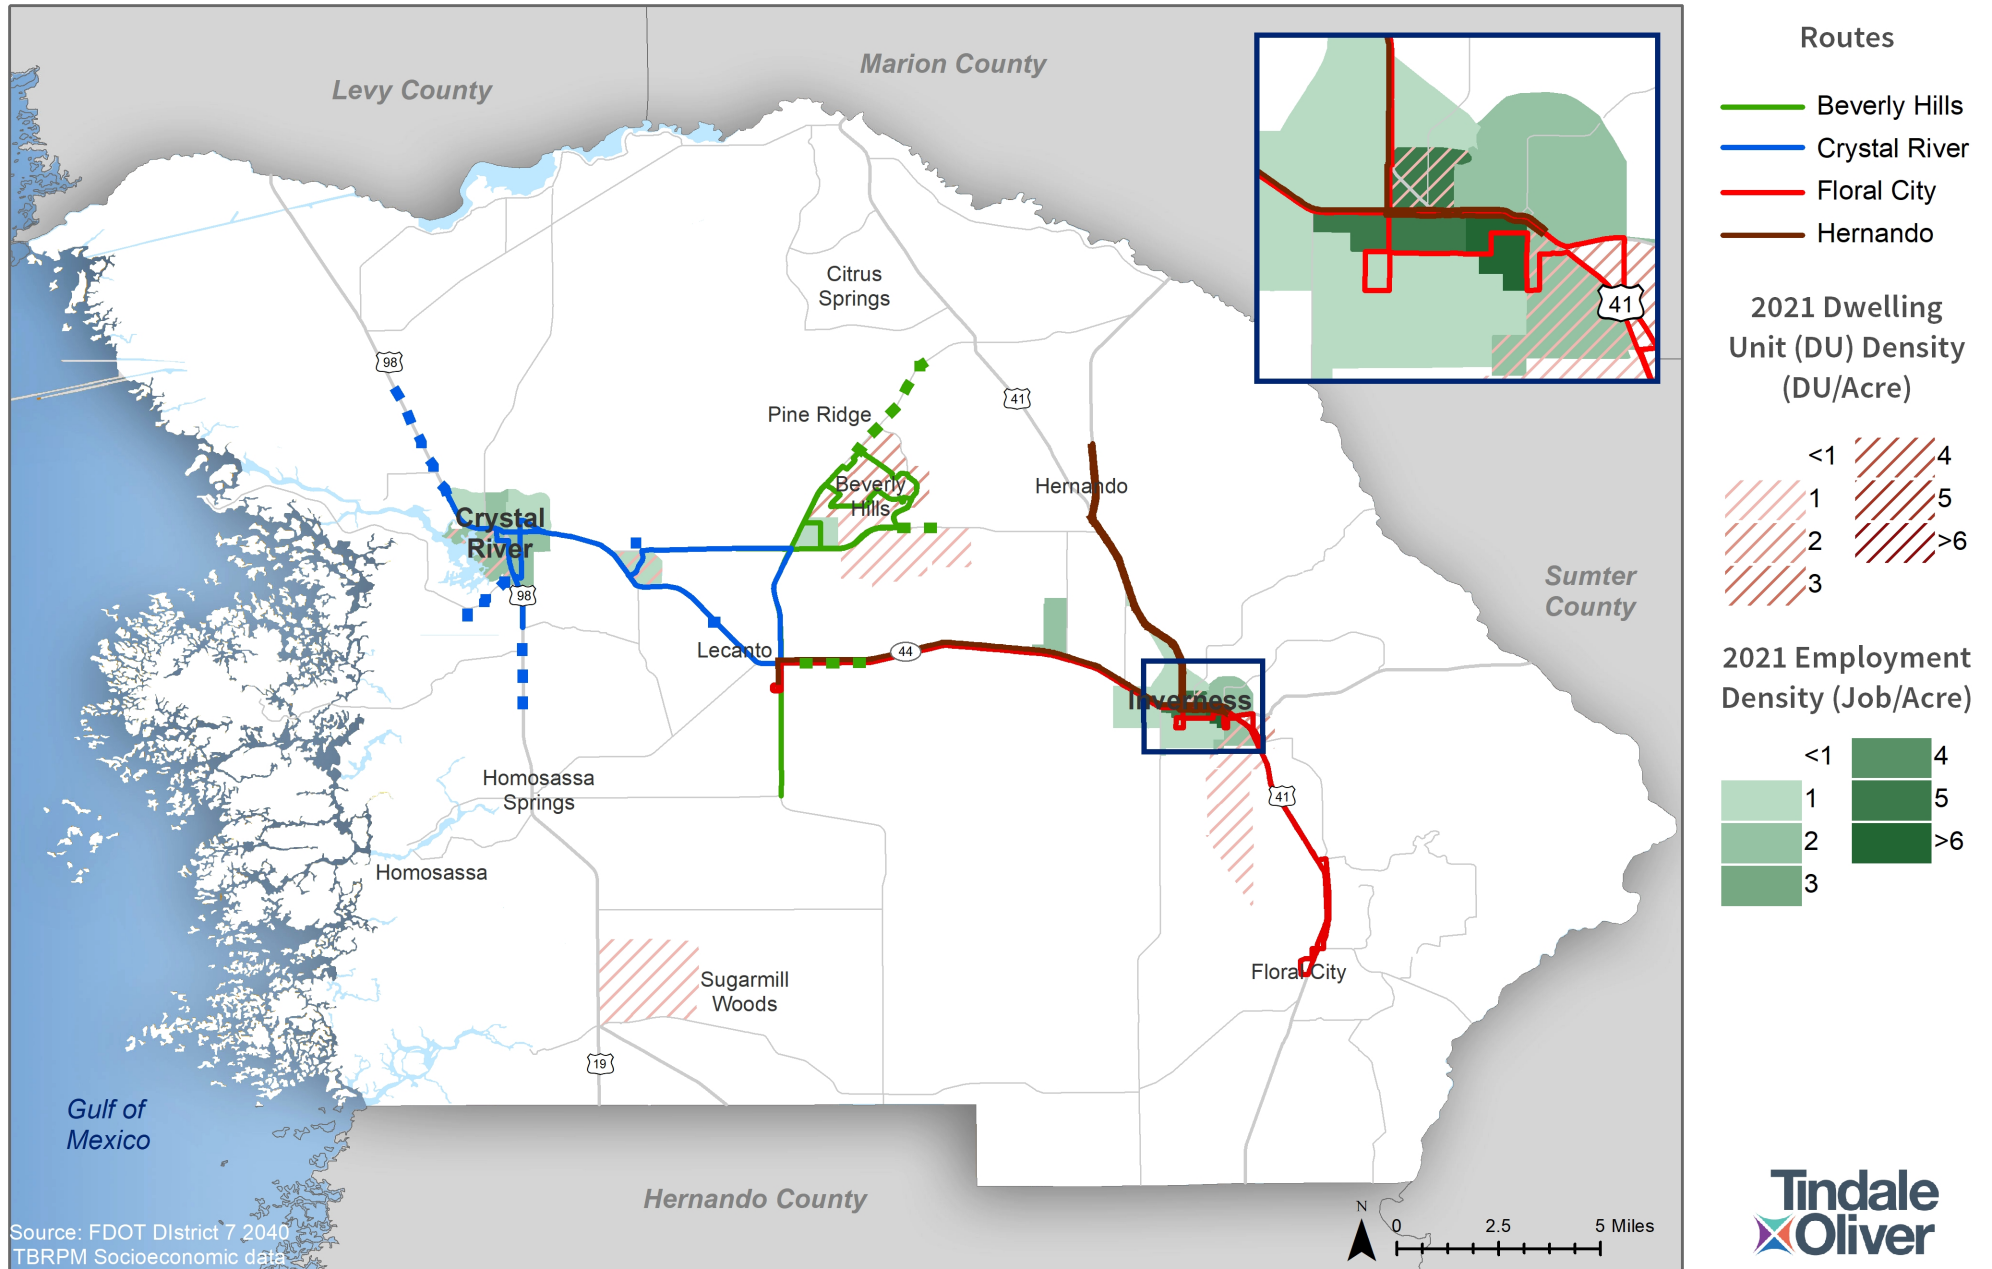 Levy County
Marion County
98
Citrus
Springs
Pine Ridge
41
Beverly
Hills
Hernando
Crystal
River
98
Lecanto
44
Inverness
Sumter
County
Homosassa
Springs
41
Homosassa
Sugarmill
Woods
Floral City
19
Gulf of
Mexico
Hernando County
Source: FDOT DIstrict 7 2040
TBRPM Socioeconomic data
N
0 2.5 5 Miles
41
Routes
Beverly Hills
Crystal River
Floral City
Hernando
2021 Dwelling
Unit (DU) Density
(DU/Acre)
<1 4
1 5
2 >6
3
2021 Employment
Density (Job/Acre)
<1 4
1 5
2 >6
3
Tindale
Oliver